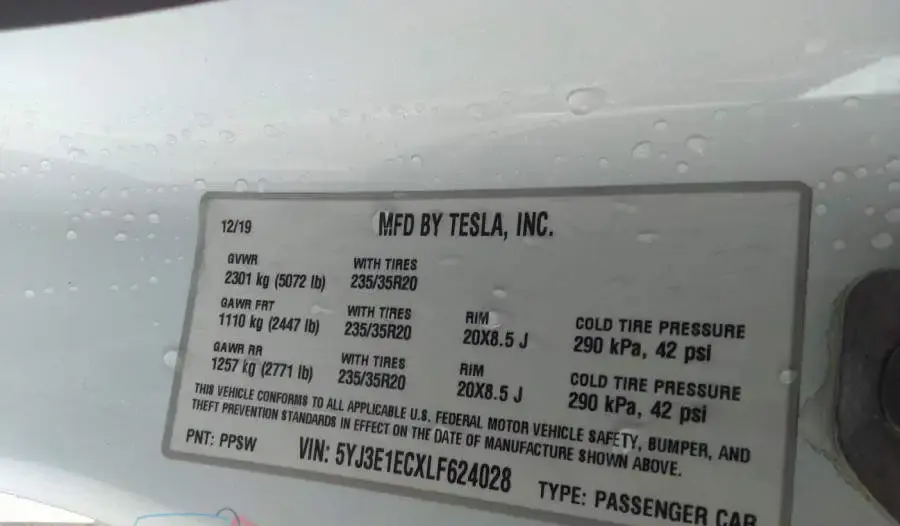 12/19 MFD BY TESLA, INC.
GVWR WITH TIRES
2301 kg (5072 lb) 235/35R20
GAWR FRT WITH TIRES RIM COLD TIRE PRESSURE
1110 kg (2447 lb) 235/35R20 20X8.5 J 290 kPa, 42 psi
GAWR RR WITH TIRES RIM COLD TIRE PRESSURE
1257 kg (2771 lb) 235/35R20 20X8.5 J 290 kPa, 42 psi
THIS VEHICLE CONFORMS TO ALL APPLICABLE U.S. FEDERAL MOTOR VEHICLE SAFETY, BUMPER, AND
THEFT PREVENTION STANDARDS IN EFFECT ON THE DATE OF MANUFACTURE SHOWN ABOVE.
PNT: PPSW VIN: 5YJ3E1ECXLF624028 TYPE: PASSENGER CAR